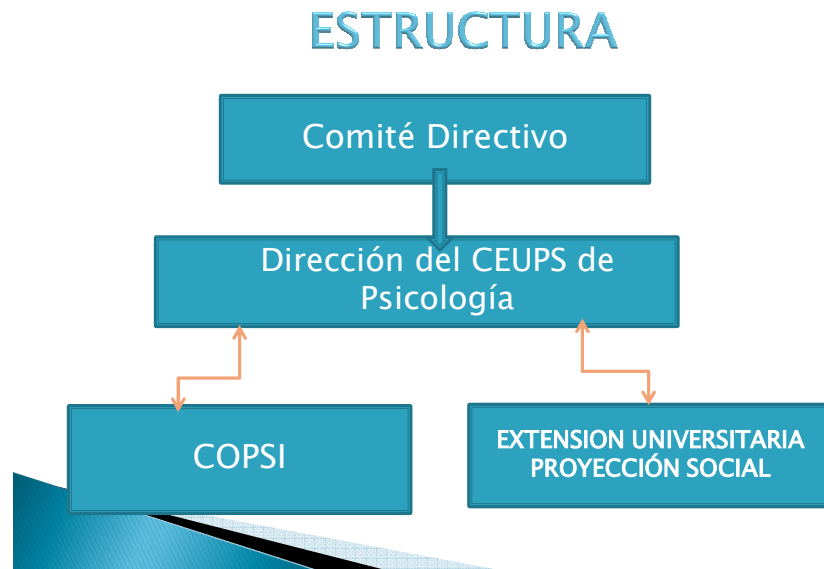 ESTRUCTURA
Comité Directivo
Dirección del CEUPS de
Psicología
COPSI
EXTENSION UNIVERSITARIA
PROYECCIÓN SOCIAL